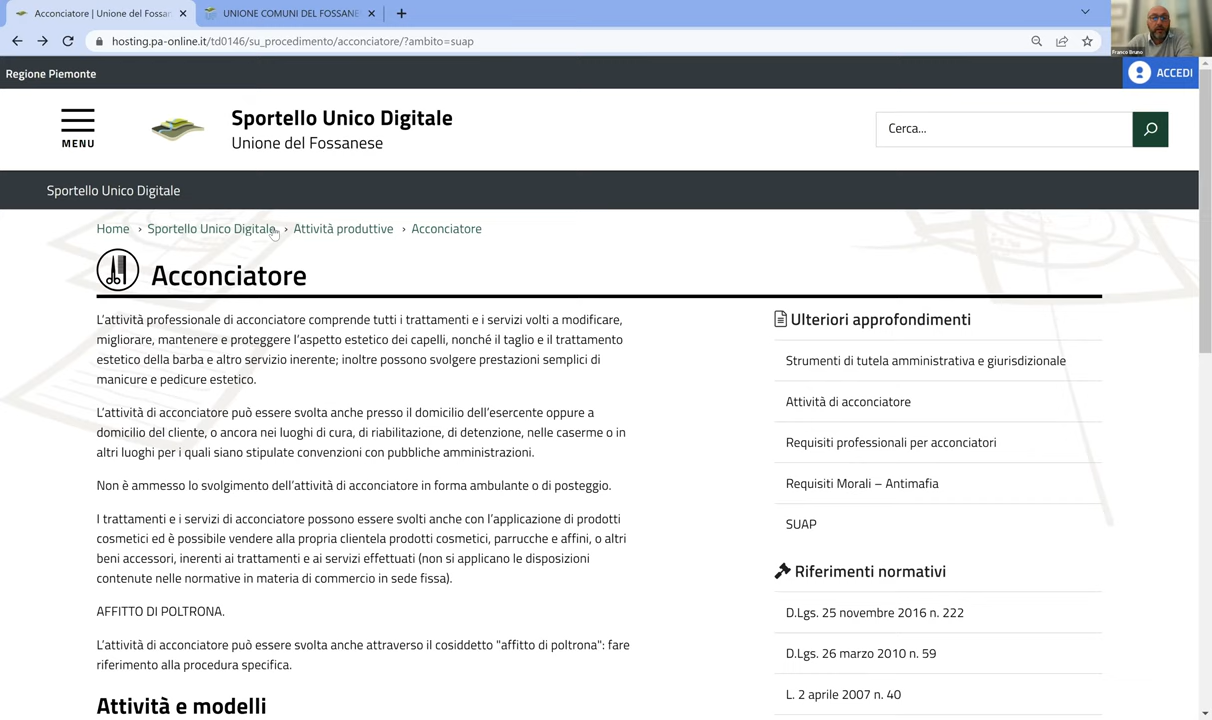 Acconciatore | Unione del Fossan
UNIONE COMUNI DEL FOSSANE
hosting.pa-online.it/td0146/su_procedimento/acconciatore/?ambito=suap
Franco Bruno
Regione Piemonte
ACCEDI
MENU
Sportello Unico Digitale
Unione del Fossanese
Cerca...
Sportello Unico Digitale
Home › Sportello Unico Digitale › Attività produttive › Acconciatore
Acconciatore
L'attività professionale di acconciatore comprende tutti i trattamenti e i servizi volti a modificare,
migliorare, mantenere e proteggere l'aspetto estetico dei capelli, nonché il taglio e il trattamento
estetico della barba e altro servizio inerente; inoltre possono svolgere prestazioni semplici di
manicure e pedicure estetico.
L'attività di acconciatore può essere svolta anche presso il domicilio dell'esercente oppure a
domicilio del cliente, o ancora nei luoghi di cura, di riabilitazione, di detenzione, nelle caserme o in
altri luoghi per i quali siano stipulate convenzioni con pubbliche amministrazioni.
Non è ammesso lo svolgimento dell'attività di acconciatore in forma ambulante o di posteggio.
I trattamenti e i servizi di acconciatore possono essere svolti anche con l'applicazione di prodotti
cosmetici ed è possibile vendere alla propria clientela prodotti cosmetici, parrucche e affini, o altri
beni accessori, inerenti ai trattamenti e ai servizi effettuati (non si applicano le disposizioni
contenute nelle normative in materia di commercio in sede fissa).
AFFITTO DI POLTRONA.
L'attività di acconciatore può essere svolta anche attraverso il cosiddetto "affitto di poltrona": fare
riferimento alla procedura specifica.
Attività e modelli
Ulteriori approfondimenti
Strumenti di tutela amministrativa e giurisdizionale
Attività di acconciatore
Requisiti professionali per acconciatori
Requisiti Morali – Antimafia
SUAP
Riferimenti normativi
D.Lgs. 25 novembre 2016 n. 222
D.Lgs. 26 marzo 2010 n. 59
L. 2 aprile 2007 n. 40